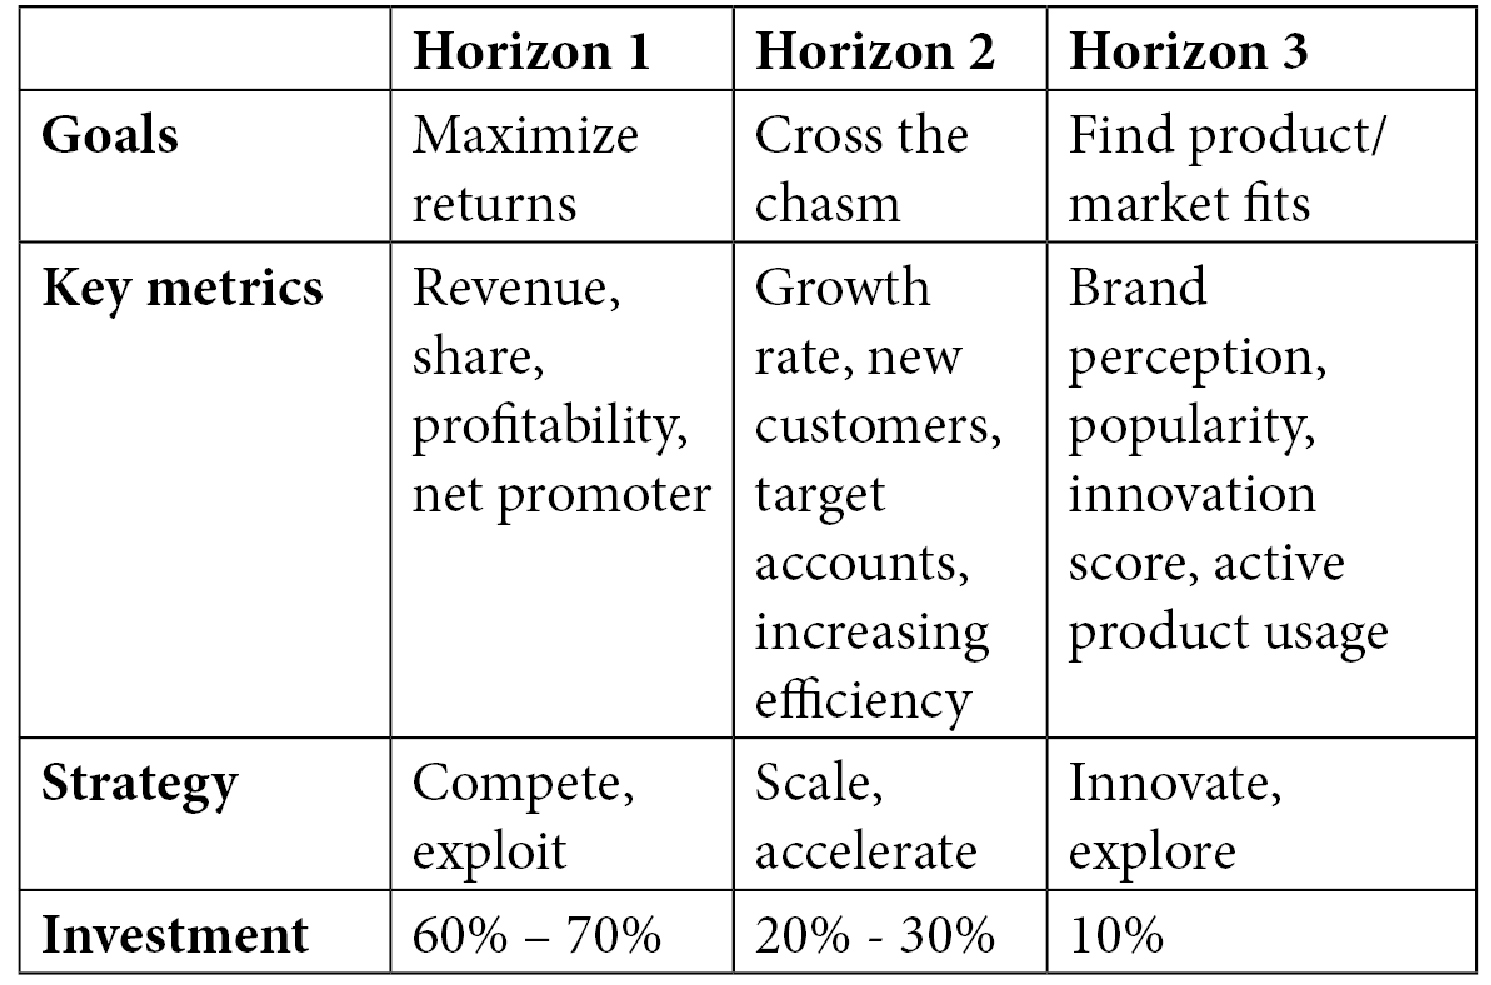 Horizon 1 Horizon 2 Horizon 3
Goals Maximize Cross the Find product/
returns chasm market fits
Key metrics Revenue, Growth Brand
share, rate, new perception,
profitability, customers, popularity,
net promoter target innovation
accounts, score, active
increasing product usage
efficiency
Strategy Compete, Scale, Innovate,
exploit accelerate explore
Investment 60% – 70% 20% - 30% 10%